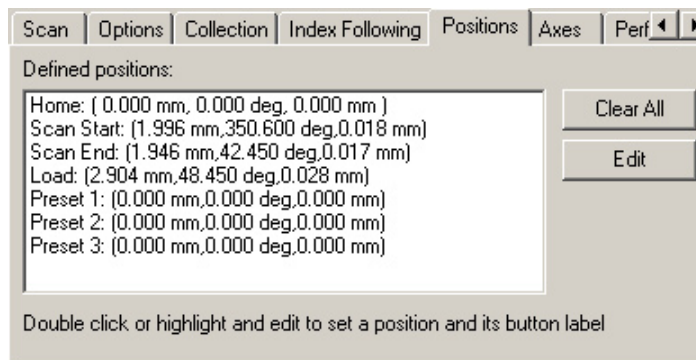 Scan Options Collection Index Following Positions Axes Perf
Defined positions:
Home: ( 0.000 mm, 0.000 deg, 0.000 mm )
Scan Start: (1.996 mm,350.600 deg,0.018 mm)
Scan End: (1.946 mm,42.450 deg,0.017 mm)
Load: (2.904 mm,48.450 deg,0.028 mm)
Preset 1: (0.000 mm,0.000 deg,0.000 mm)
Preset 2: (0.000 mm,0.000 deg,0.000 mm)
Preset 3: (0.000 mm,0.000 deg,0.000 mm)
Clear All
Edit
Double click or highlight and edit to set a position and its button label